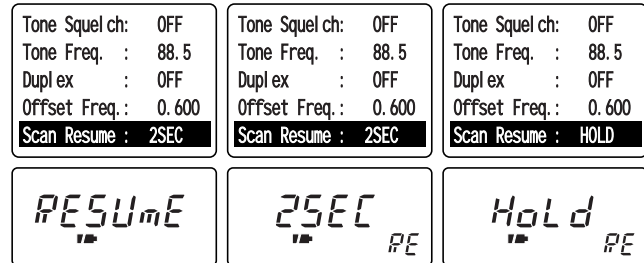 Tone Squelch: OFF
Tone Freq. : 88.5
Duplex : OFF
Offset Freq.: 0.600
Scan Resume : 2SEC
Tone Squelch: OFF
Tone Freq. : 88.5
Duplex : OFF
Offset Freq.: 0.600
Scan Resume : 2SEC
Tone Squelch: OFF
Tone Freq. : 88.5
Duplex : OFF
Offset Freq.: 0.600
Scan Resume : HOLD
RESUmE
2SEC
RE
HoLd
RE